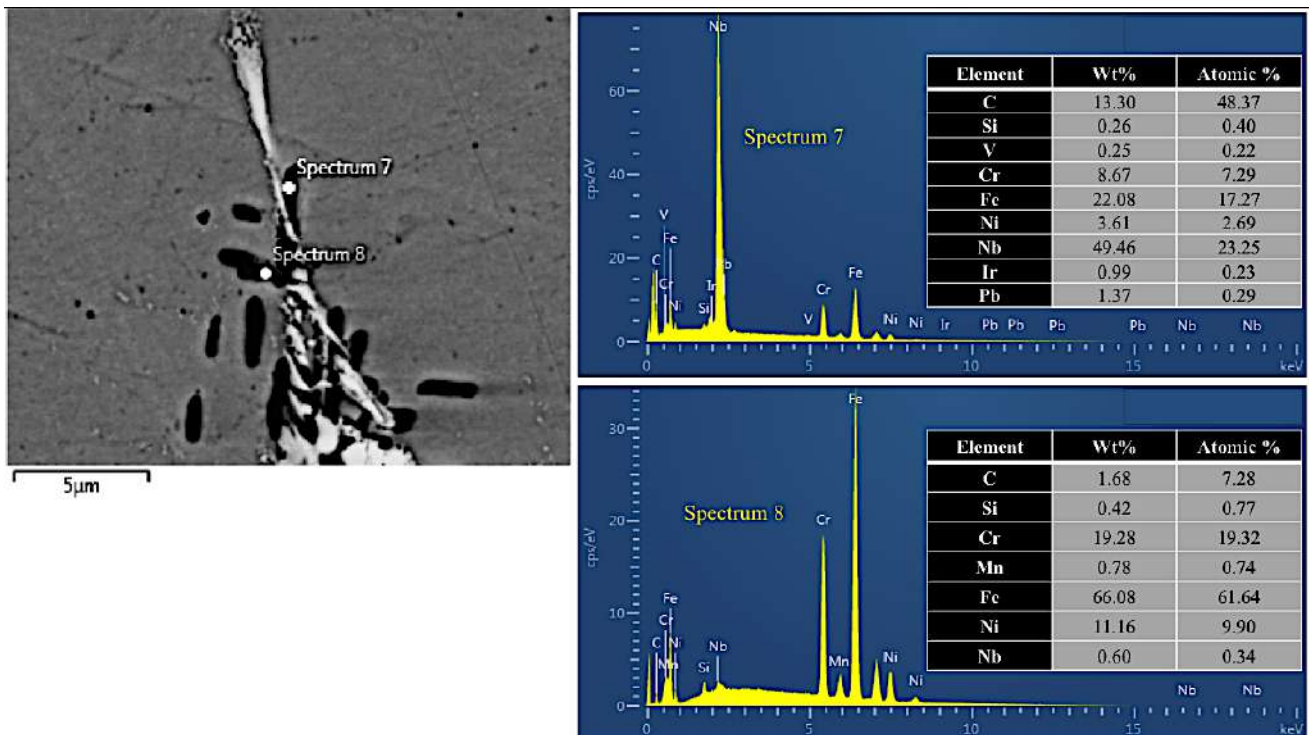 Spectrum 7
Spectrum 8
5μm
Nb
60
40
20
0
cps/eV
Spectrum 7
V
Fe
C
Cr
Ni
Si
Ir
Pb
V
Cr
Fe
Ni
Ni
Ir
Pb
Pb
Pb
Pb
Nb
Nb
0
5
10
15
keV
Element Wt% Atomic %
C 13.30 48.37
Si 0.26 0.40
V 0.25 0.22
Cr 8.67 7.29
Fe 22.08 17.27
Ni 3.61 2.69
Nb 49.46 23.25
Ir 0.99 0.23
Pb 1.37 0.29
Fe
30
20
10
0
cps/eV
Spectrum 8
Fe
Cr
C
Ni
Mn
Si
Nb
Cr
Mn
Ni
Ni
Nb
Nb
0
5
10
15
keV
Element Wt% Atomic %
C 1.68 7.28
Si 0.42 0.77
Cr 19.28 19.32
Mn 0.78 0.74
Fe 66.08 61.64
Ni 11.16 9.90
Nb 0.60 0.34